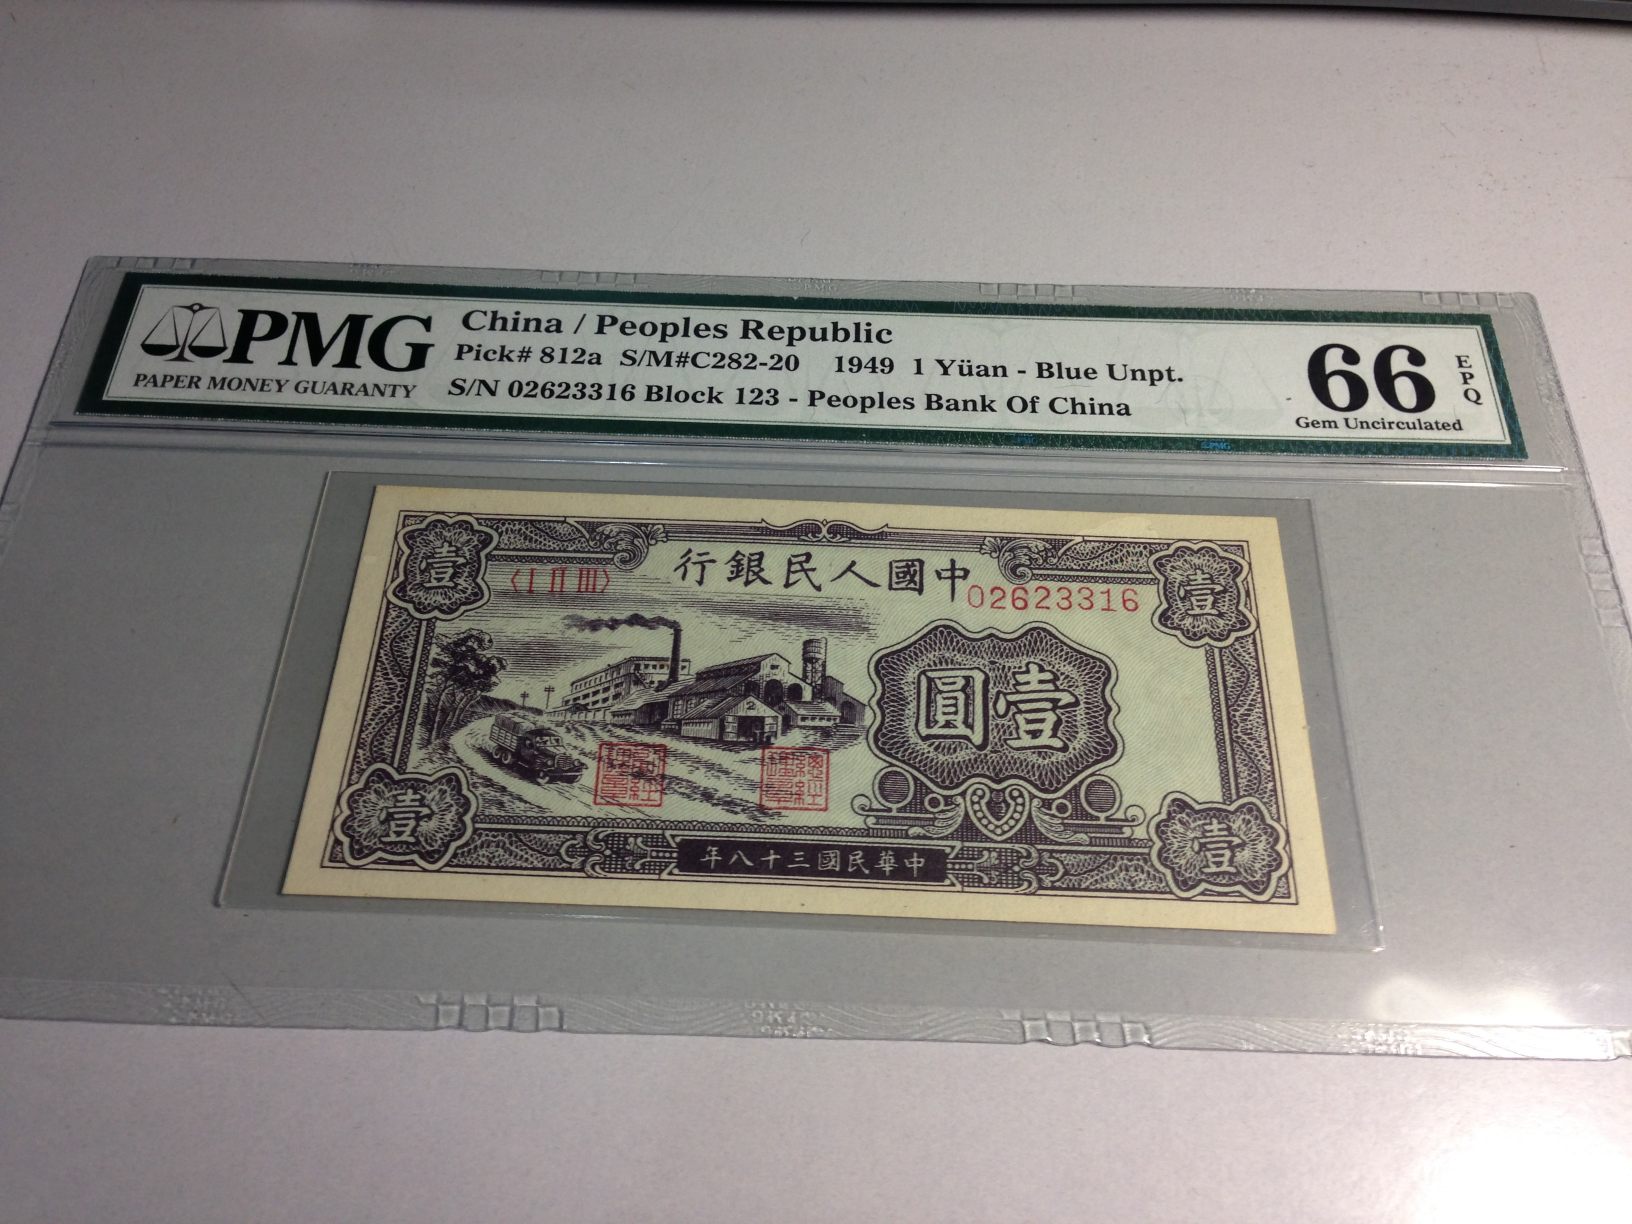 PMG
PAPER MONEY GUARANTY
China / Peoples Republic
Pick# 812a S/M#C282-20 1949 1 Yüan - Blue Unpt.
S/N 02623316 Block 123 - Peoples Bank Of China
66
EPQ
Gem Uncirculated
行銀民人國中
壹
壹
〈I II III〉
02623316
圓壹
2
壹
壹
年八十三國民華中